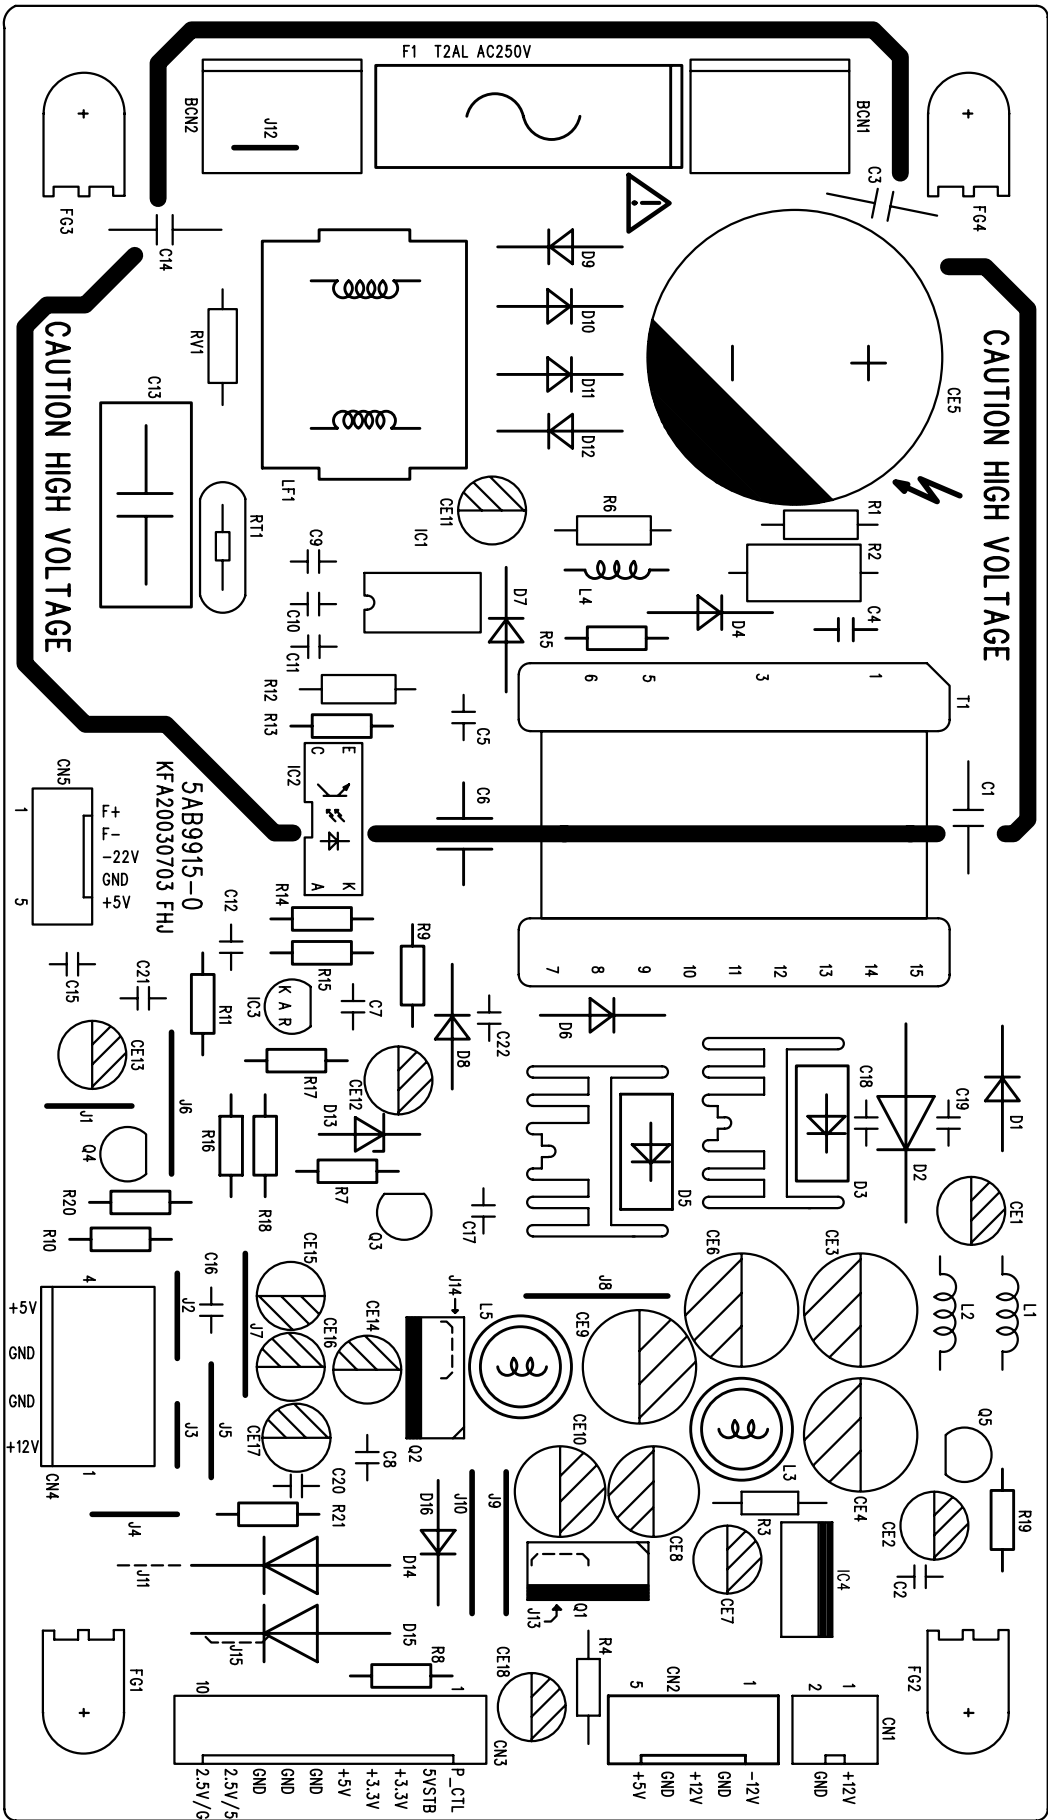 F1 T2AL AC250V
BCN2
J12
BCN1
C3
FG3
FG4
C14
D9
D10
D11
D12
RV1
C13
CAUTION HIGH VOLTAGE
CAUTION HIGH VOLTAGE
CE5
LF1
RT1
CE11
IC1
R6
R1
R2
L4
C9
C10
C11
D7
R5
D4
C4
R12
R13
6
5
3
1
T1
C5
C6
C1
C
E
IC2
A
K
CN5
1
5
F+
F-
-22V
GND
+5V
5AB9915-0
KFA20030703 FHJ
C12
R14
R15
R9
7
8
9
10
11
12
13
14
15
C15
C21
R11
IC3
K A R
C7
D8
C22
D6
CE13
J1
J6
R17
CE12
D13
C18
C19
D1
D2
D3
D5
Q4
R16
R18
R7
R20
R10
Q3
C17
CE1
CE15
C16
J2
J7
CE16
CE14
J14
L5
J8
CE9
CE6
CE3
L2
L1
4
1
+5V
GND
GND
+12V
CN4
J3
J5
CE17
C20
C8
Q2
CE10
CE8
L3
CE4
Q5
R19
CE2
C2
J4
R21
D16
J10
J9
R3
IC4
CE7
J11
D14
J15
D15
J13
Q1
R8
CE18
R4
FG1
FG2
10
1
CN3
CN2
5
1
2
1
CN1
2.5V/G
2.5V/5
GND
GND
GND
+5V
+3.3V
+3.3V
5VSTB
P_CTL
+5V
GND
+12V
GND
-12V
GND
+12V